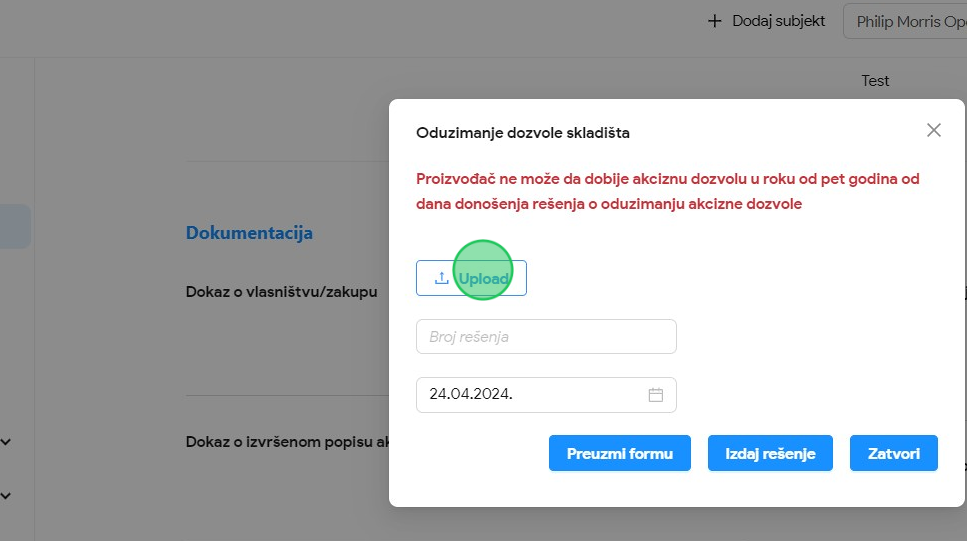 Dodaj subjekt
Philip Morris Ope
Test
Oduzimanje dozvole skladišta
Proizvođač ne može da dobije akciznu dozvolu u roku od pet godina od
dana donošenja rešenja o oduzimanju akcizne dozvole
Dokumentacija
Upload
Dokaz o vlasništvu/zakupu
Broj rešenja
24.04.2024.
Dokaz o izvršenom popisu ak
Preuzmi formu
Izdaj rešenje
Zatvori